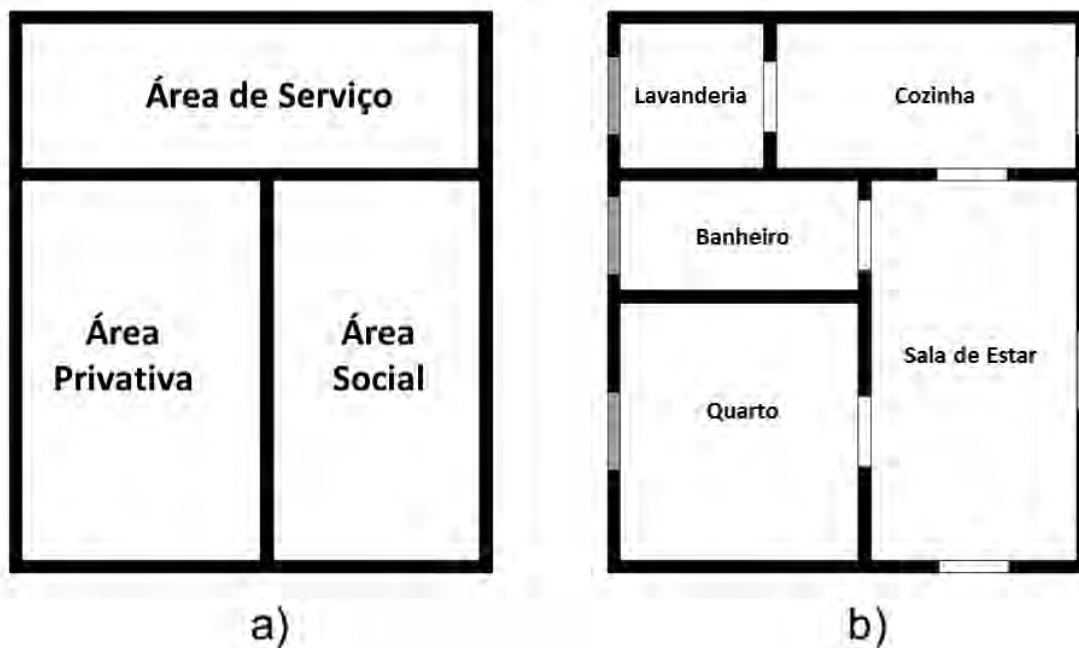 Área de Serviço
Área
Privativa
Área
Social
a)
Lavanderia
Cozinha
Banheiro
Sala de Estar
Quarto
b)